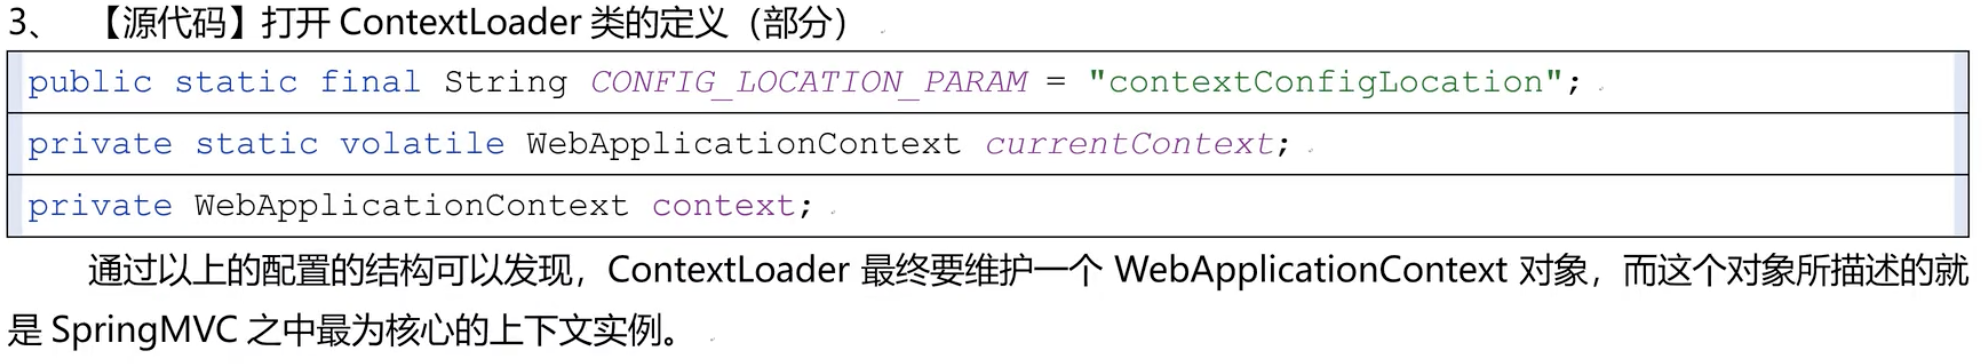 3、 【源代码】打开 ContextLoader 类的定义（部分）
public static final String CONFIG_LOCATION_PARAM = "contextConfigLocation";
private static volatile WebApplicationContext currentContext;
private WebApplicationContext context;
通过以上的配置的结构可以发现，ContextLoader 最终要维护一个 WebApplicationContext 对象，而这个对象所描述的就
是 SpringMVC 之中最为核心的上下文实例。